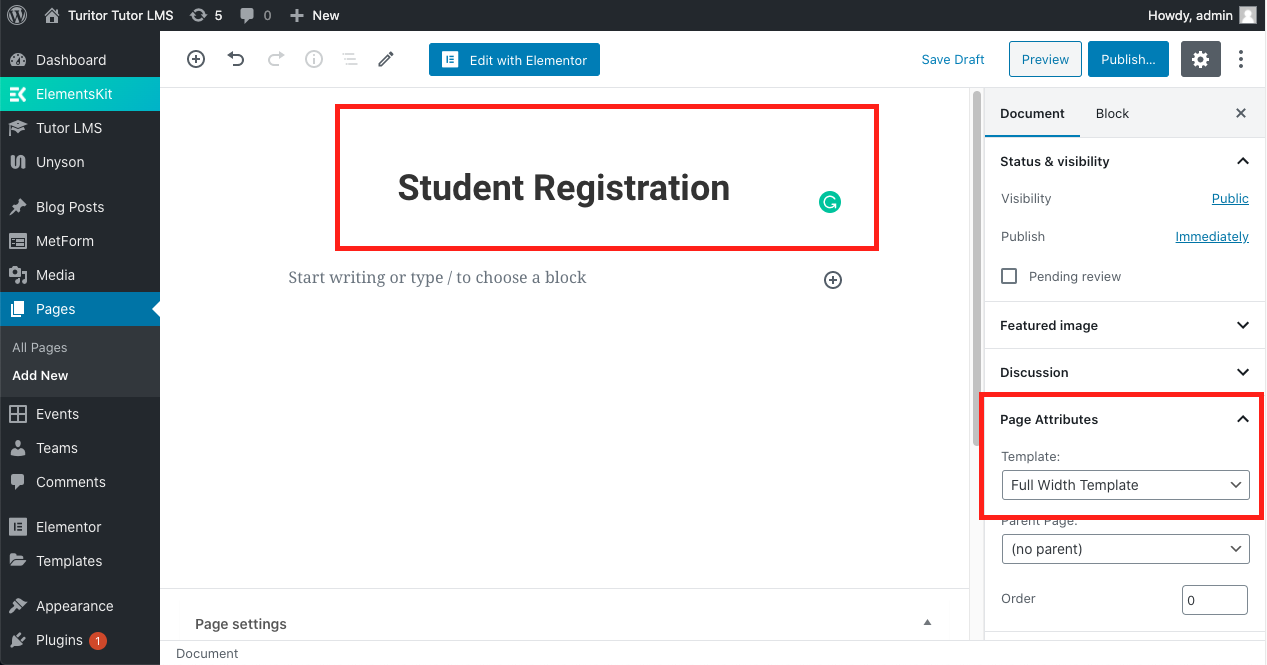 Turitor Tutor LMS 5 0 New Howdy, admin
Dashboard
ElementsKit
Tutor LMS
Unyson
Blog Posts
MetForm
Media
Pages
All Pages
Add New
Events
Teams
Comments
Elementor
Templates
Appearance
Plugins 1
Edit with Elementor
Save Draft Preview Publish...
Student Registration
Start writing or type / to choose a block
Page settings
Document
Document Block
Status & visibility
Visibility Public
Publish Immediately
Pending review
Featured image
Discussion
Page Attributes
Template:
Full Width Template
Parent Page:
(no parent)
Order 0